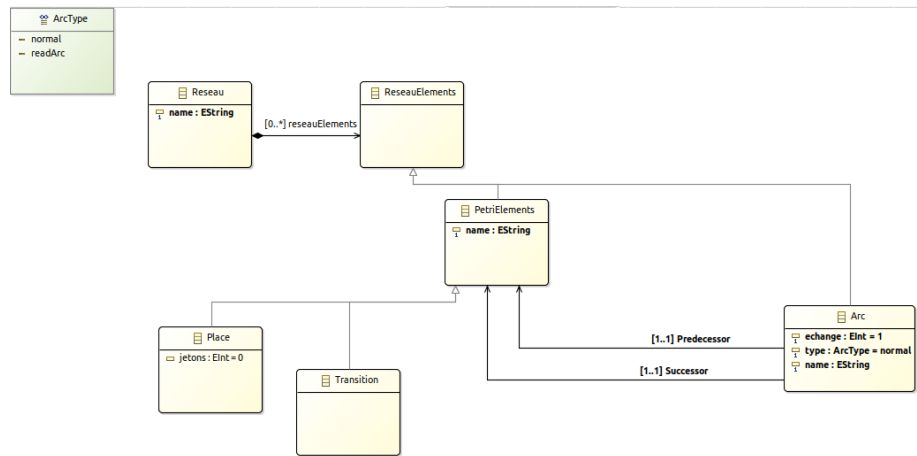 ArcType
normal
readArc
Reseau
name : EString
[0..*] reseauElements
ReseauElements
PetriElements
name : EString
Place
jetons : EInt = 0
Transition
[1..1] Predecessor
[1..1] Successor
Arc
echange : EInt = 1
type : ArcType = normal
name : EString